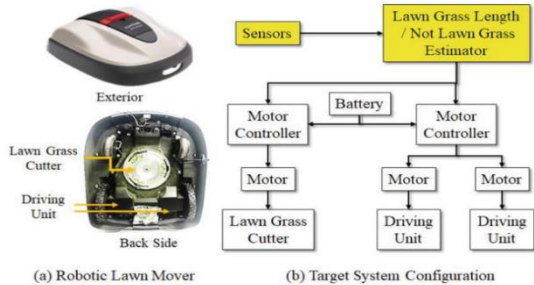 Exterior
Lawn Grass
Cutter
Driving
Unit
Back Side
(a) Robotic Lawn Mover
Sensors
Lawn Grass Length
/ Not Lawn Grass
Estimator
Battery
Motor
Controller
Motor
Controller
Motor
Motor
Motor
Lawn Grass
Cutter
Driving
Unit
Driving
Unit
(b) Target System Configuration